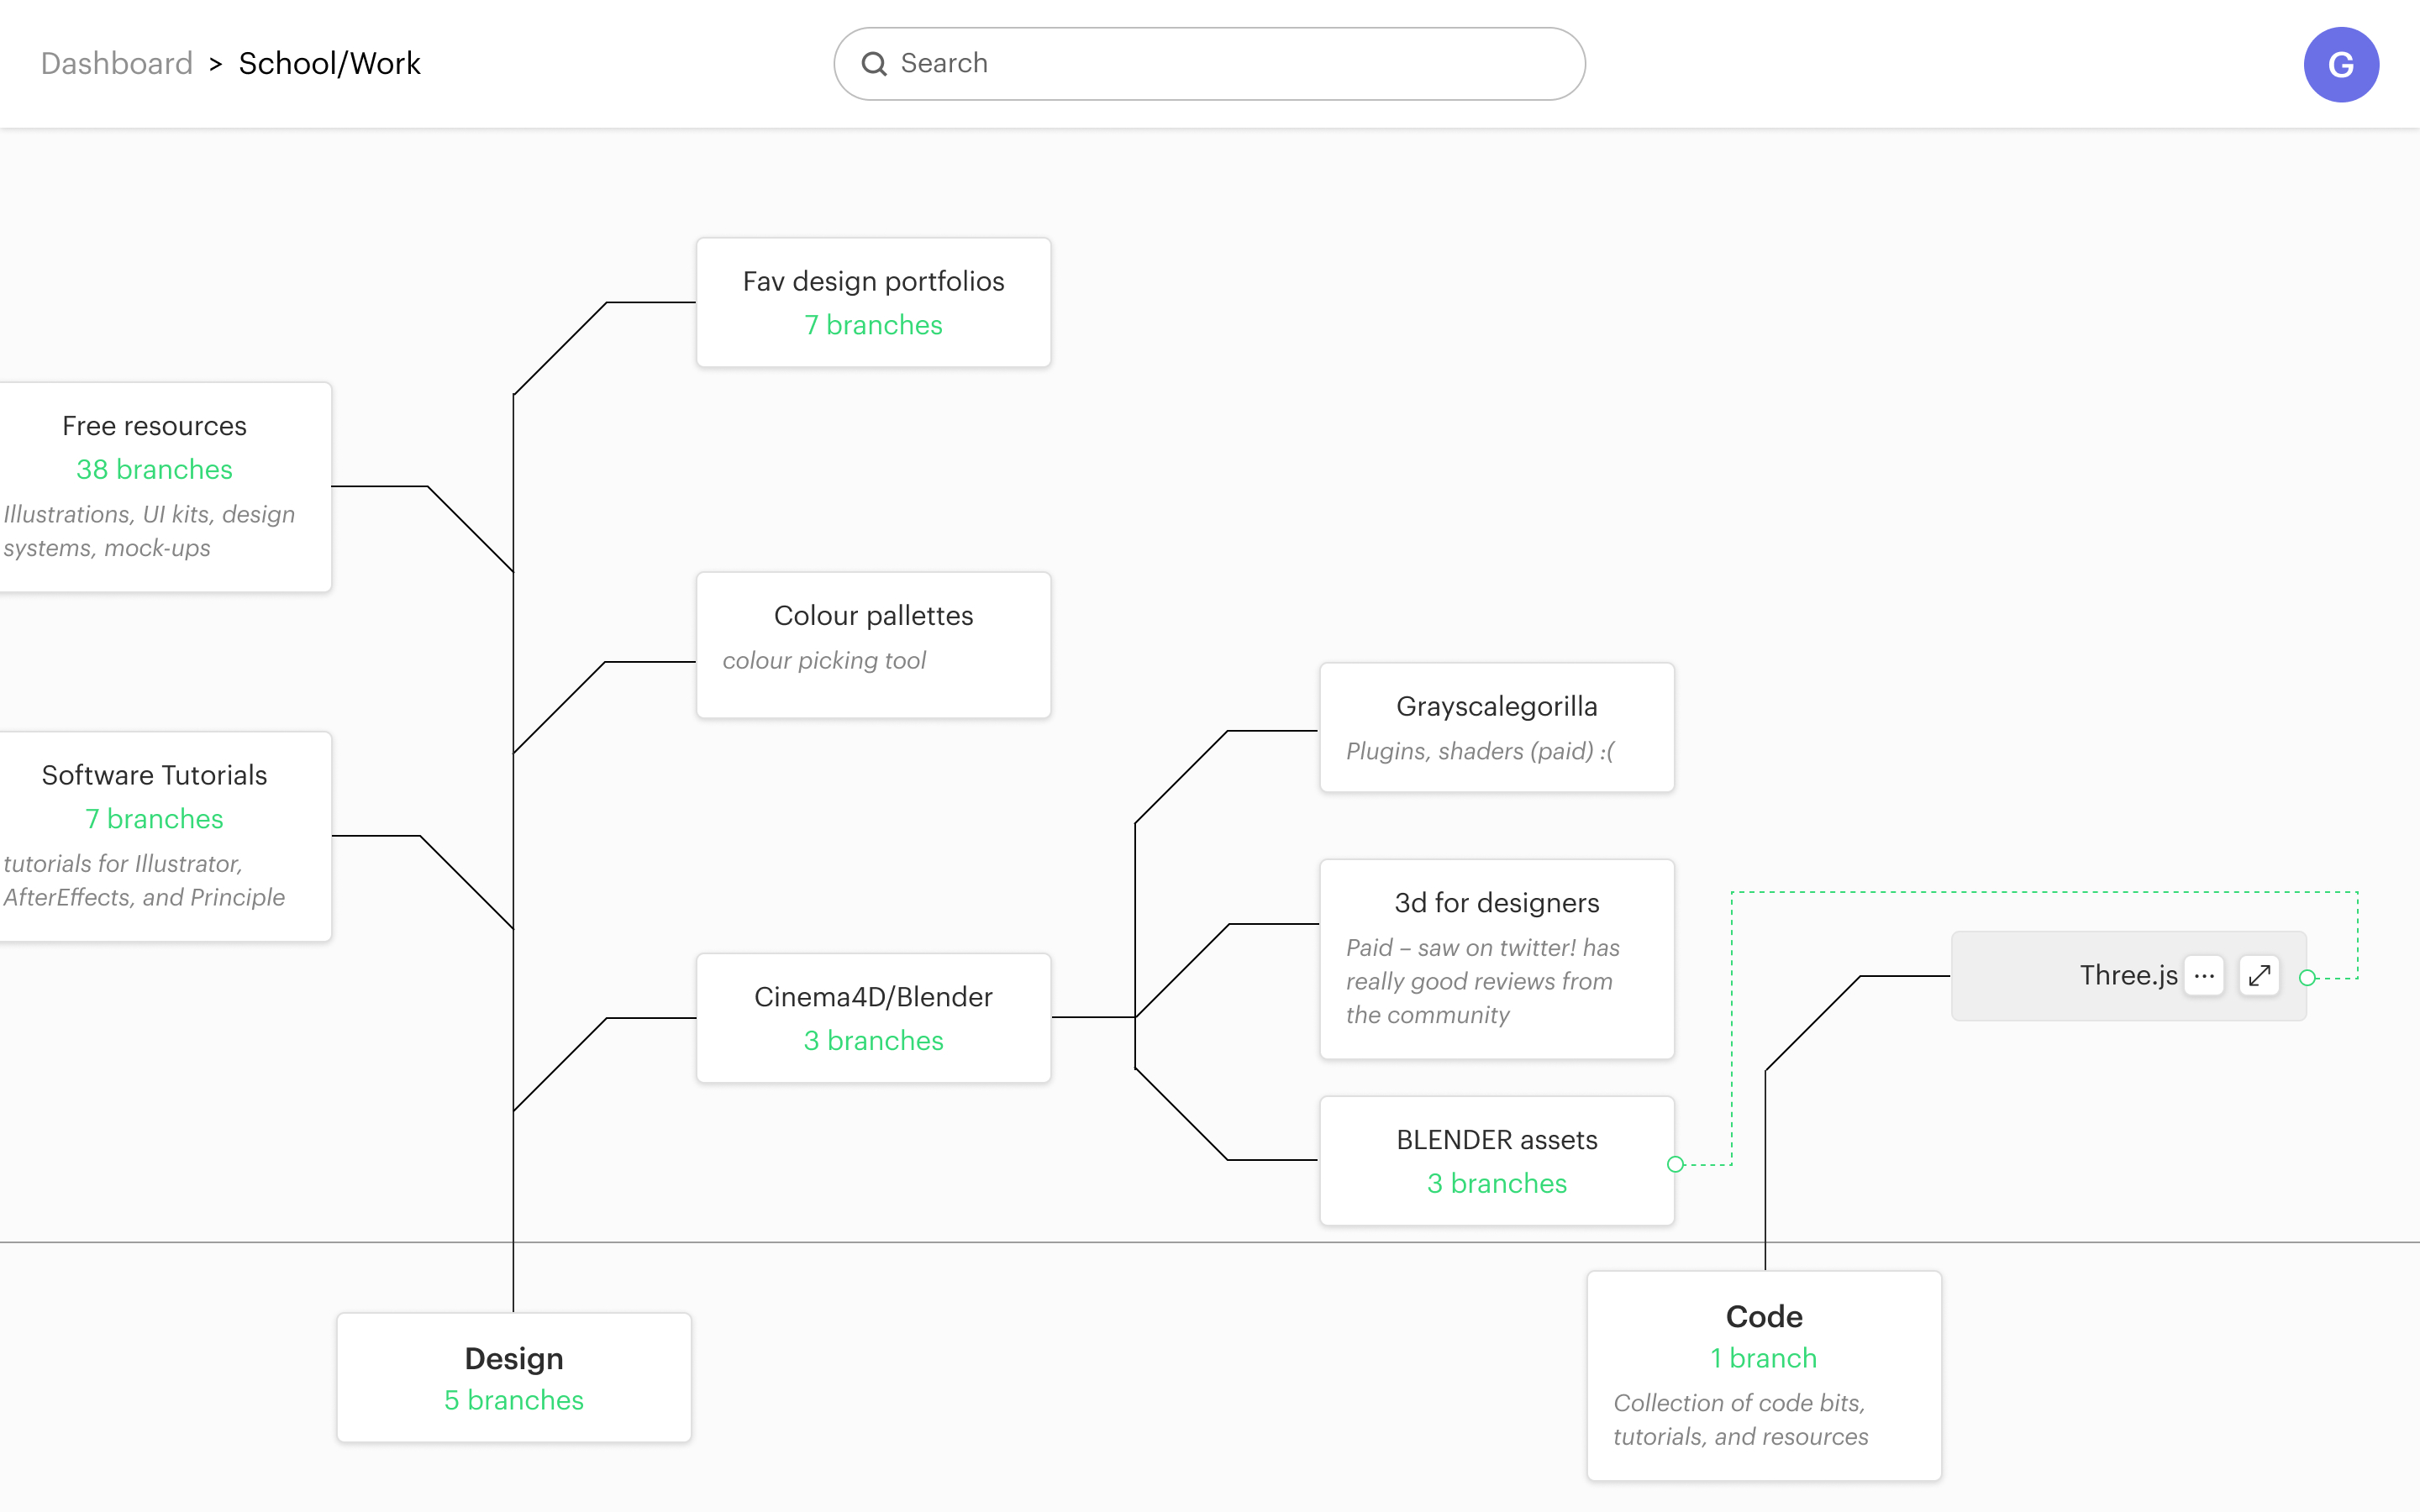 Dashboard > School/Work
Search
G
Fav design portfolios
7 branches
Free resources
38 branches
Illustrations, UI kits, design
systems, mock-ups
Colour pallettes
colour picking tool
Software Tutorials
7 branches
tutorials for Illustrator,
AfterEffects, and Principle
Grayscalegorilla
Plugins, shaders (paid) :(
3d for designers
Paid – saw on twitter! has
really good reviews from
the community
Cinema4D/Blender
3 branches
Three.js
BLENDER assets
3 branches
Design
5 branches
Code
1 branch
Collection of code bits,
tutorials, and resources